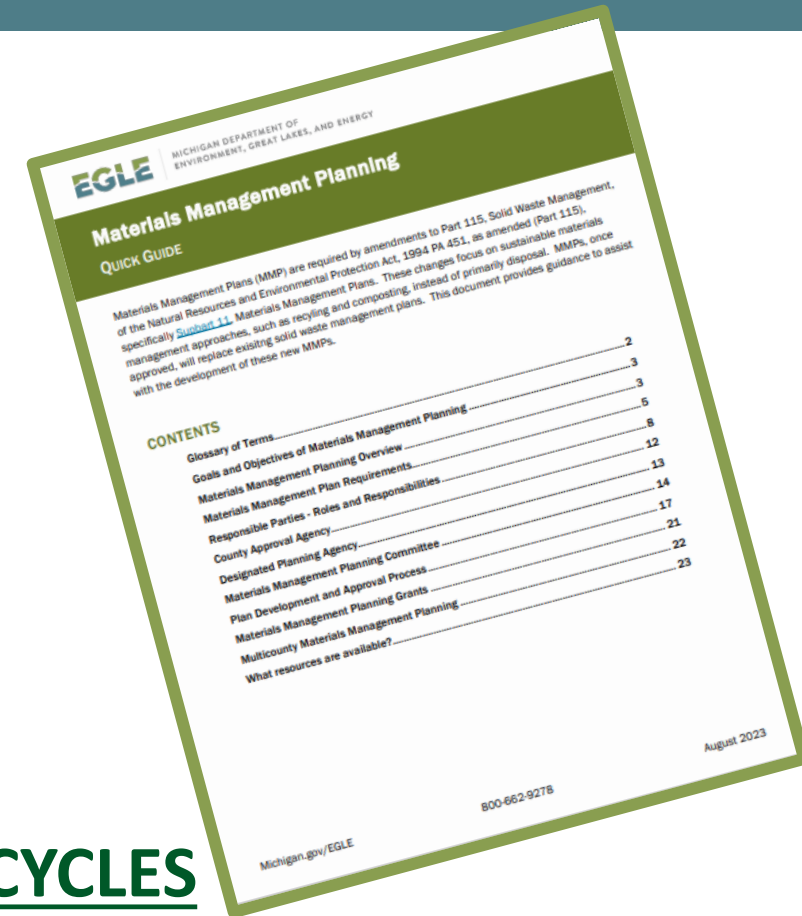 EGLE
MICHIGAN DEPARTMENT OF
ENVIRONMENT, GREAT LAKES, AND ENERGY
Materials Management Planning
QUICK GUIDE
Materials Management Plans (MMP) are required by amendments to Part 115, Solid Waste Management,
of the Natural Resources and Environmental Protection Act, 1994 PA 451, as amended (Part 115),
specifically Subpart 11, Materials Management Plans. These changes focus on sustainable materials
management approaches, such as recyling and composting, instead of primarily disposal. MMPs, once
approved, will replace exisitng solid waste management plans. This document provides guidance to assist
with the development of these new MMPs.
CONTENTS
Glossary of Terms 2
Goals and Objectives of Materials Management Planning 3
Materials Management Planning Overview 3
Materials Management Plan Requirements 5
Responsible Parties - Roles and Responsibilities 8
County Approval Agency 12
Designated Planning Agency 13
Materials Management Planning Committee 14
Plan Development and Approval Process 17
Materials Management Planning Grants 21
Multicounty Materials Management Planning 22
What resources are available? 23
Michigan.gov/EGLE
800-662-9278
August 2023
CYCLES